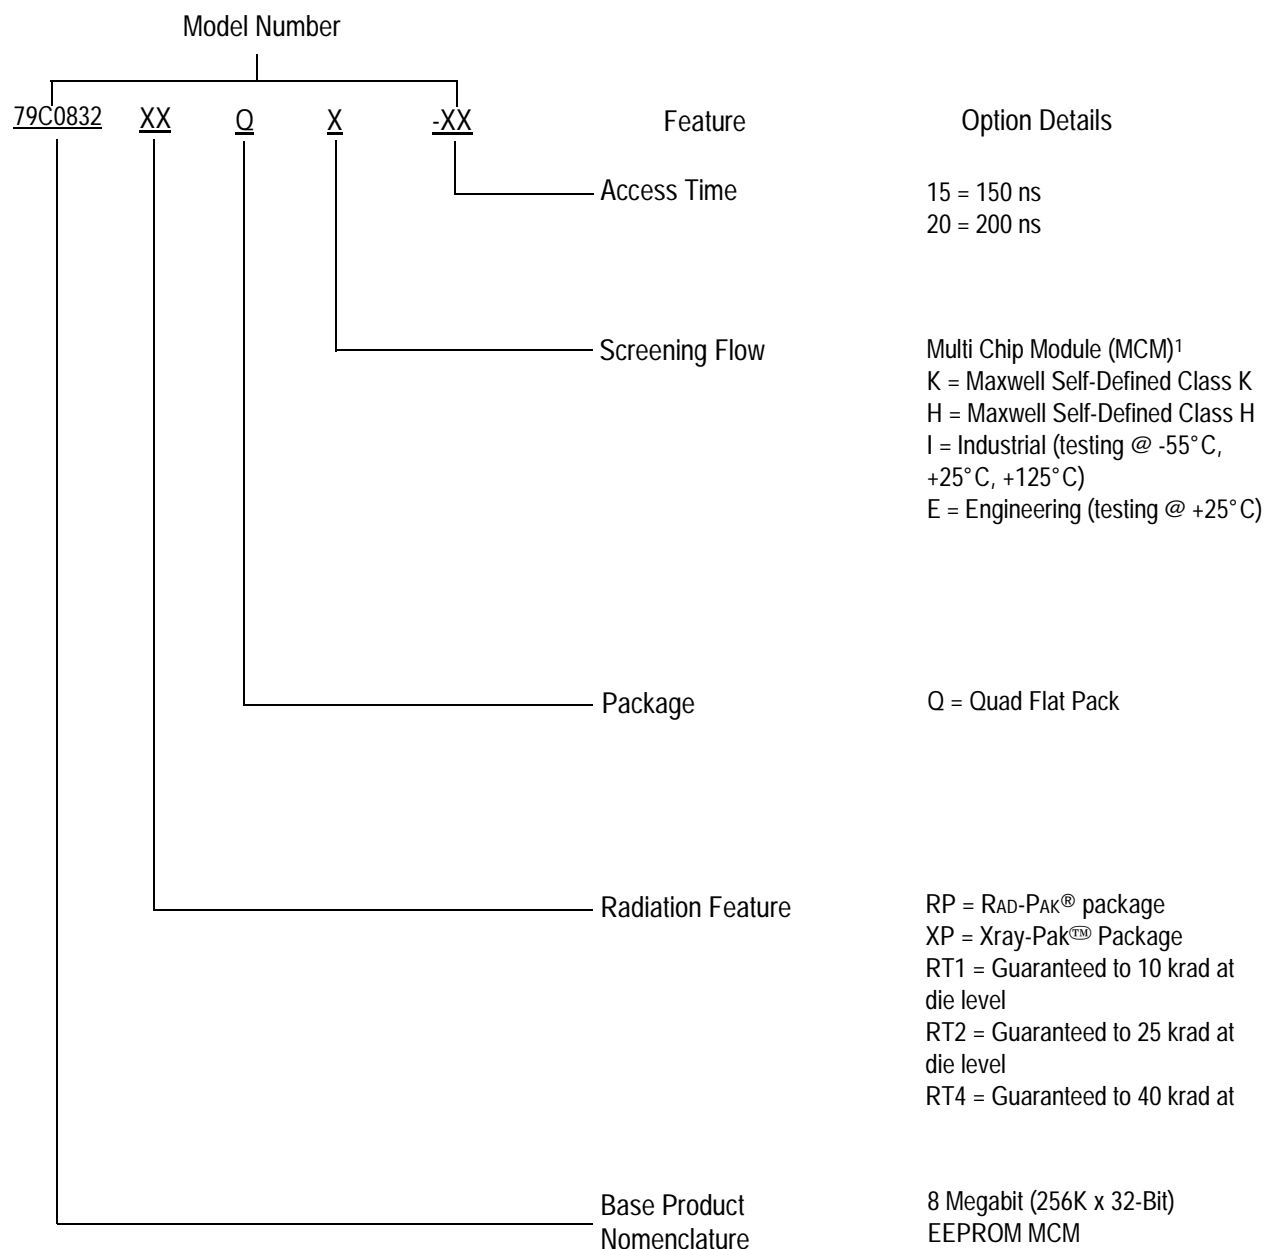 Model Number
79C0832 XX Q X -XX Feature Option Details
Access Time 15 = 150 ns
20 = 200 ns
Screening Flow Multi Chip Module (MCM)1
K = Maxwell Self-Defined Class K
H = Maxwell Self-Defined Class H
I = Industrial (testing @ -55°C,
+25°C, +125°C)
E = Engineering (testing @ +25°C)
Package Q = Quad Flat Pack
Radiation Feature RP = RAD-PAK® package
XP = Xray-Pak™ Package
RT1 = Guaranteed to 10 krad at
die level
RT2 = Guaranteed to 25 krad at
die level
RT4 = Guaranteed to 40 krad at
Base Product 8 Megabit (256K x 32-Bit)
Nomenclature EEPROM MCM